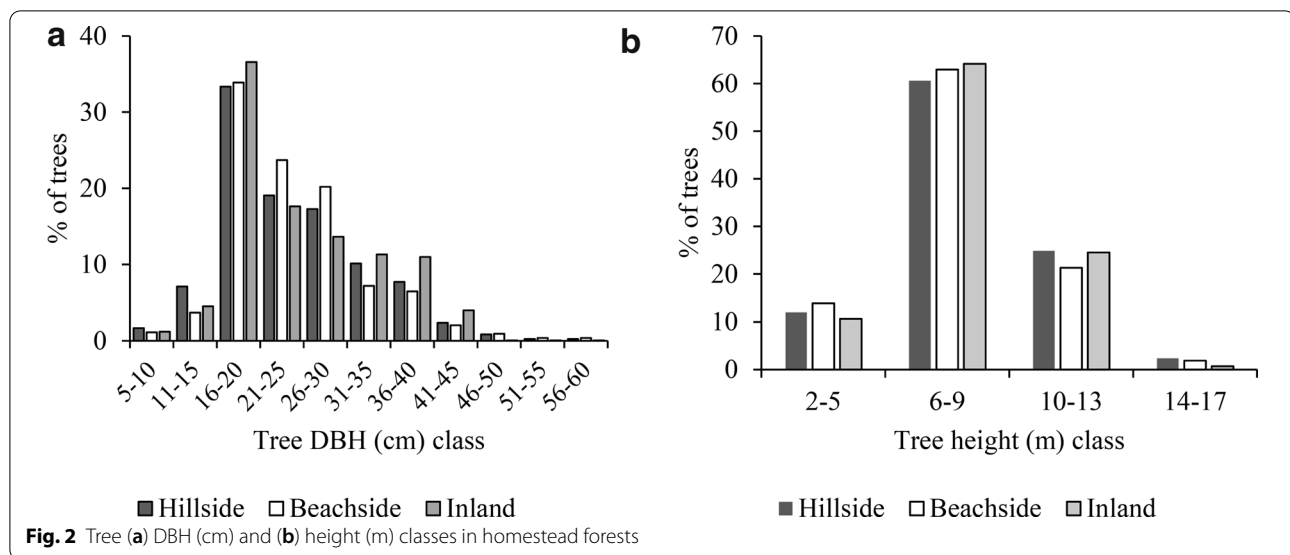 a
40
30
20
10
0
% of trees
5-10
11-15
16-20
21-25
26-30
31-35
36-40
41-45
46-50
51-55
56-60
Tree DBH (cm) class
Hillside Beachside Inland
b
70
60
50
40
30
20
10
0
% of trees
2-5 6-9 10-13 14-17
Tree height (m) class
Hillside Beachside Inland
Fig. 2 Tree (a) DBH (cm) and (b) height (m) classes in homestead forests